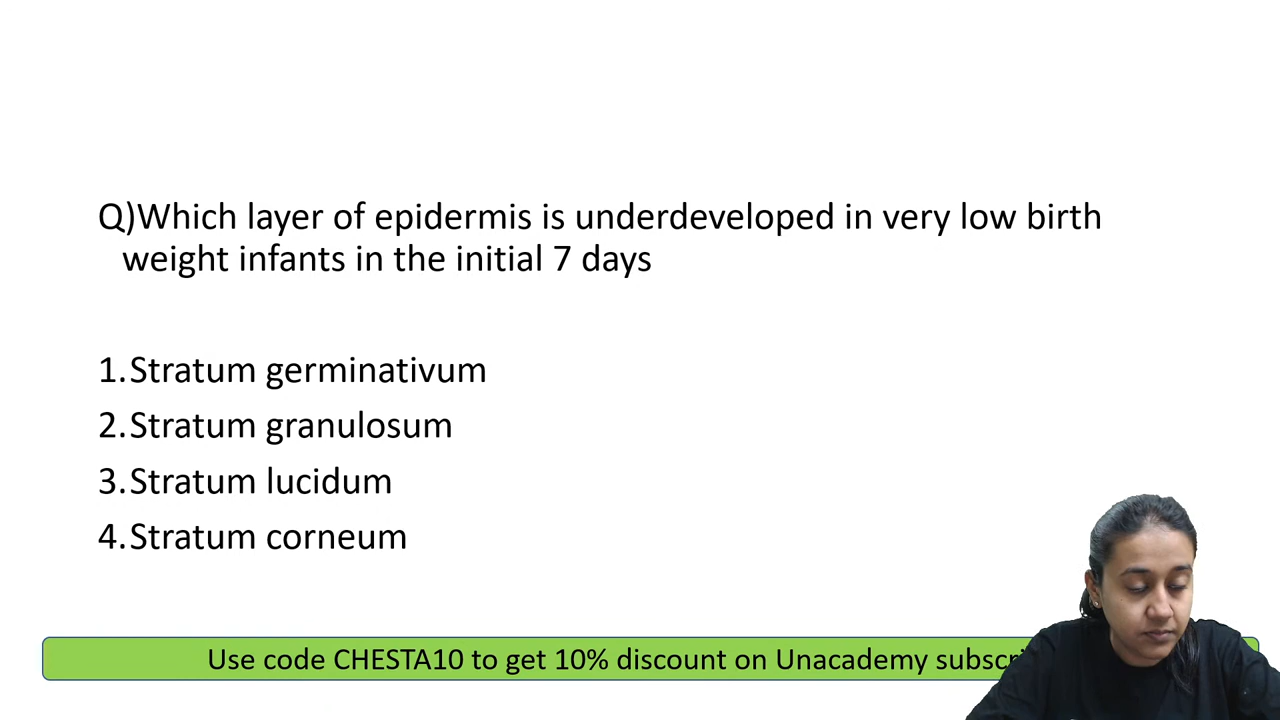 Q)Which layer of epidermis is underdeveloped in very low birth
weight infants in the initial 7 days
1.Stratum germinativum
2.Stratum granulosum
3.Stratum lucidum
4.Stratum corneum
Use code CHESTA10 to get 10% discount on Unacademy